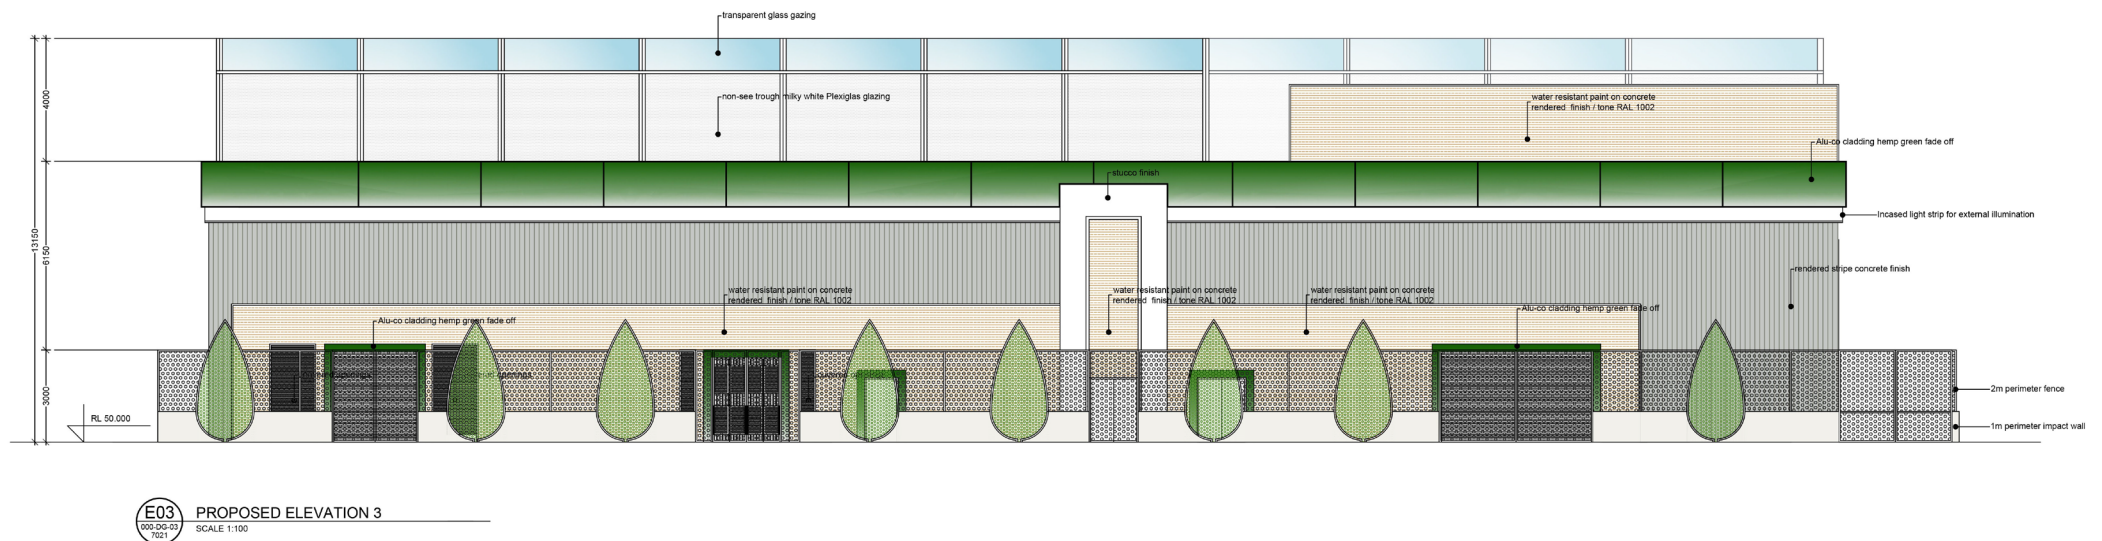 transparent glass gazing
non-see trough milky white Plexiglas glazing
water resistant paint on concrete
rendered finish / tone RAL 1002
Alu-co cladding hemp green fade off
stucco finish
Incased light strip for external illumination
rendered stripe concrete finish
4000
13150
6150
3000
water resistant paint on concrete
rendered finish / tone RAL 1002
water resistant paint on concrete
rendered finish / tone RAL 1002
water resistant paint on concrete
rendered finish / tone RAL 1002
Alu-co cladding hemp green fade off
Alu-co cladding hemp green fade off
2m perimeter fence
RL 50.000
1m perimeter impact wall
E03
000-DG-03
7021
PROPOSED ELEVATION 3
SCALE 1:100